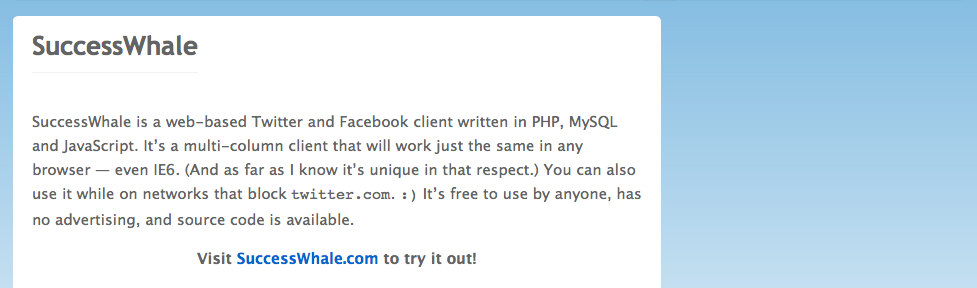 SuccessWhale
SuccessWhale is a web-based Twitter and Facebook client written in PHP, MySQL
and JavaScript. It’s a multi-column client that will work just the same in any
browser — even IE6. (And as far as I know it’s unique in that respect.) You can also
use it while on networks that block twitter.com. :) It’s free to use by anyone, has
no advertising, and source code is available.
Visit SuccessWhale.com to try it out!